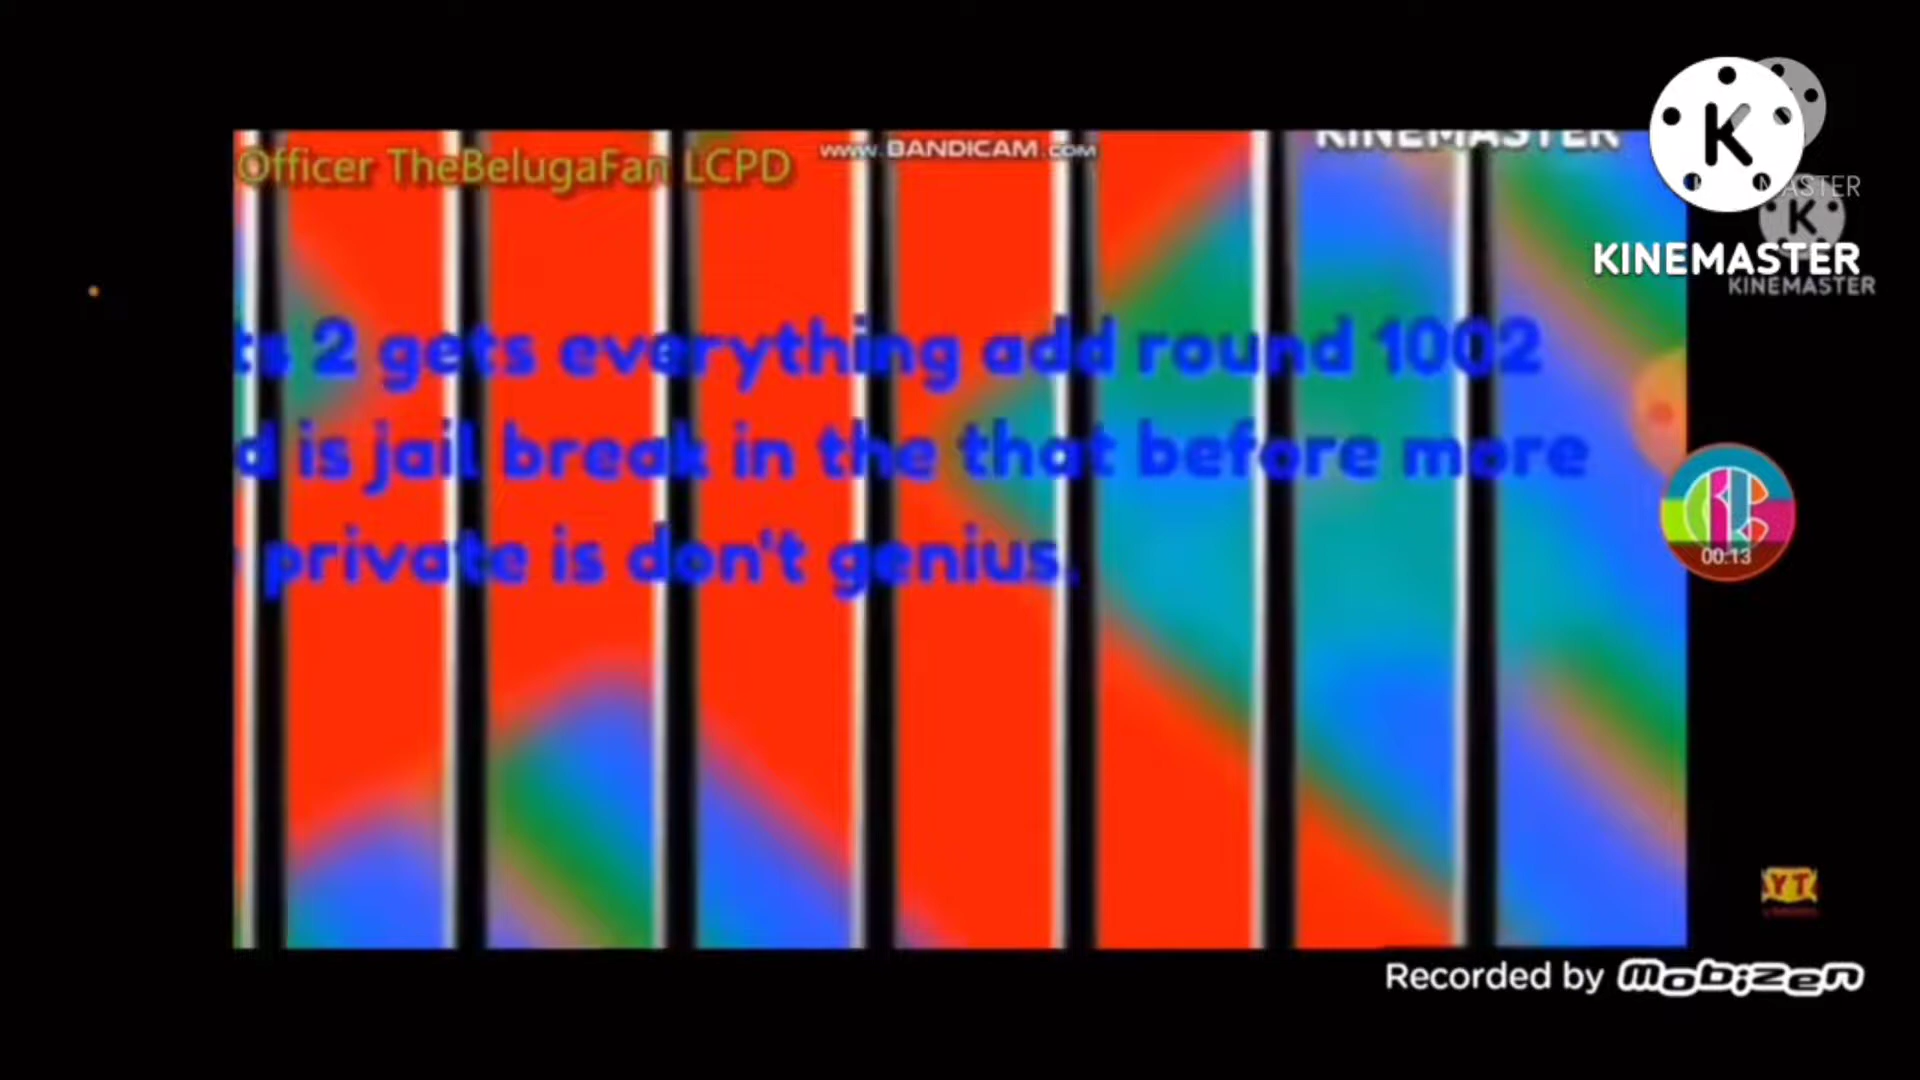 Officer TheBelugaFan LCPD
www.BANDICAM.COM
KINEMASTER
KINEMASTER
KINEMASTER
2 gets everything add round 1002
is jail break in the that before more
private is don't genius.
00:13
YT
Recorded by mobizen